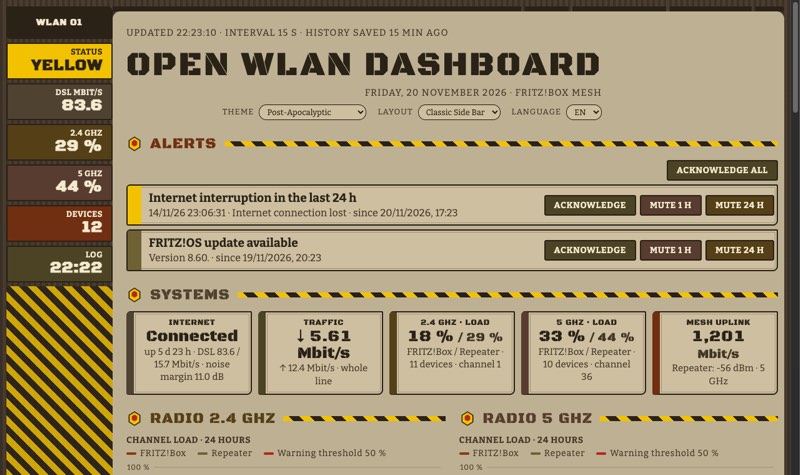 WLAN 01
STATUS
YELLOW
DSL MBIT/S
83.6
2.4 GHZ
29 %
5 GHZ
44 %
DEVICES
12
LOG
22:22
UPDATED 22:23:10 · INTERVAL 15 S · HISTORY SAVED 15 MIN AGO
OPEN WLAN DASHBOARD
FRIDAY, 20 NOVEMBER 2026 · FRITZ!BOX MESH
THEME Post-Apocalyptic LAYOUT Classic Side Bar LANGUAGE EN
ALERTS
ACKNOWLEDGE ALL
Internet interruption in the last 24 h
14/11/26 23:06:31 · Internet connection lost · since 20/11/2026, 17:23
ACKNOWLEDGE MUTE 1 H MUTE 24 H
FRITZ!OS update available
Version 8.60. · since 19/11/2026, 20:23
ACKNOWLEDGE MUTE 1 H MUTE 24 H
SYSTEMS
INTERNET
Connected
up 5 d 23 h · DSL 83.6 /
15.7 Mbit/s · noise
margin 11.0 dB
TRAFFIC
↓ 5.61
Mbit/s
↑ 12.4 Mbit/s · whole
line
2.4 GHZ · LOAD
18 % / 29 %
FRITZ!Box / Repeater ·
11 devices · channel 1
5 GHZ · LOAD
33 % / 44 %
FRITZ!Box / Repeater ·
10 devices · channel
36
MESH UPLINK
1,201
Mbit/s
Repeater: -56 dBm · 5
GHz
RADIO 2.4 GHZ
CHANNEL LOAD · 24 HOURS
FRITZ!Box Repeater Warning threshold 50 %
100 %
RADIO 5 GHZ
CHANNEL LOAD · 24 HOURS
FRITZ!Box Repeater Warning threshold 50 %
100 %